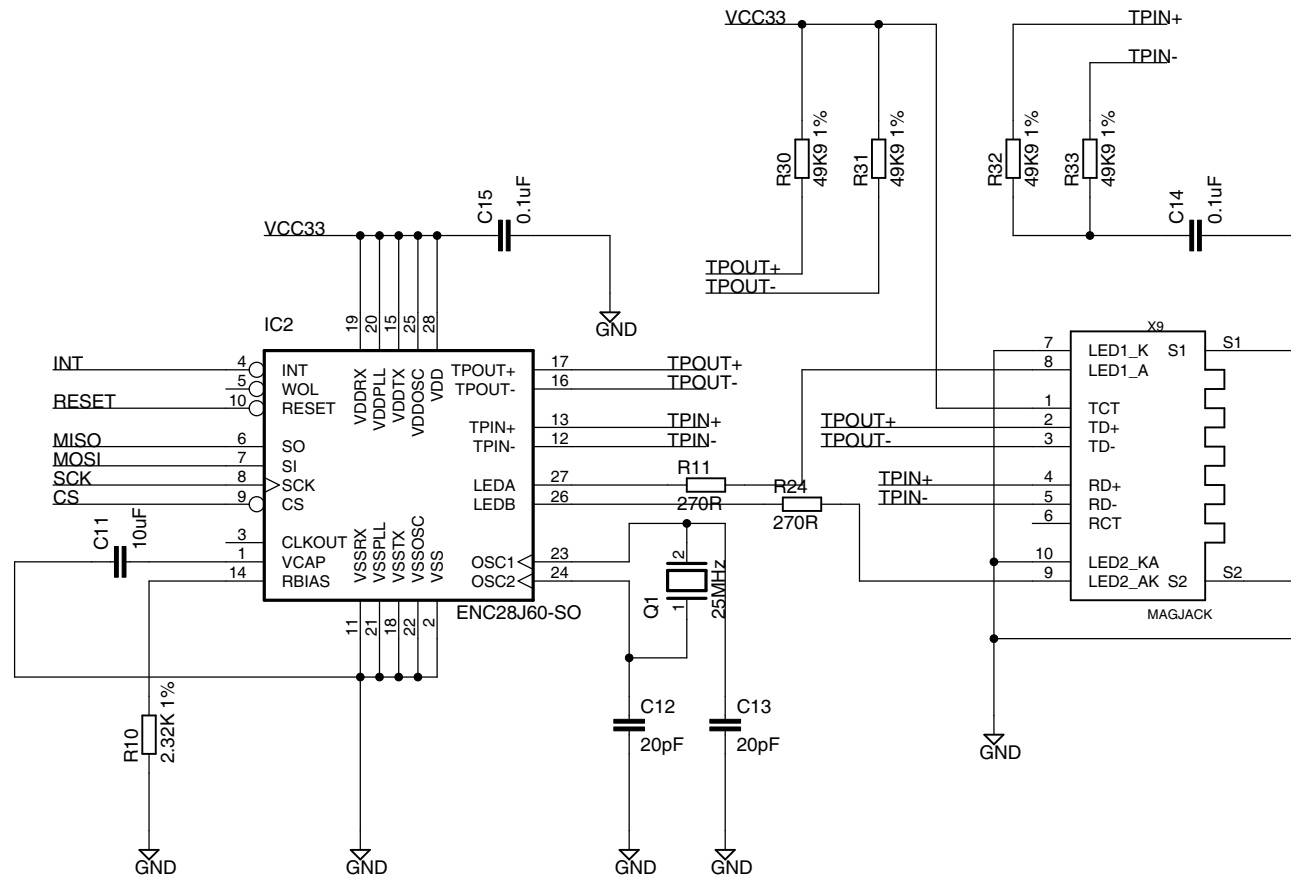 VCC33
TPIN+
TPIN-
R30
49K9 1%
R31
49K9 1%
R32
49K9 1%
R33
49K9 1%
C14
0.1uF
C15
0.1uF
VCC33
TPOUT+
TPOUT-
GND
IC2
19
20
15
25
28
VDDRX
VDDPLL
VDDTX
VDDOSC
VDD
INT
4
INT
5
WOL
RESET
10
RESET
MISO
6
SO
MOSI
7
SI
SCK
8
SCK
CS
9
CS
3
CLKOUT
1
VCAP
14
RBIAS
C11
10uF
VSSRX
VSSPLL
VSSTX
VSSOSC
VSS
11
21
18
22
2
TPOUT+
17
TPOUT+
TPOUT-
16
TPOUT-
TPIN+
13
TPIN+
TPIN-
12
TPIN-
LEDA
27
LEDB
26
OSC1
23
OSC2
24
ENC28J60-SO
R11
270R
R24
270R
Q1
2
1
25MHz
X9
7
LED1_K
S1
S1
8
LED1_A
1
TCT
TPOUT+
2
TD+
TPOUT-
3
TD-
TPIN+
4
RD+
TPIN-
5
RD-
6
RCT
10
LED2_KA
9
LED2_AK
S2
S2
MAGJACK
R10
2.32K 1%
C12
20pF
C13
20pF
GND
GND
GND
GND
GND